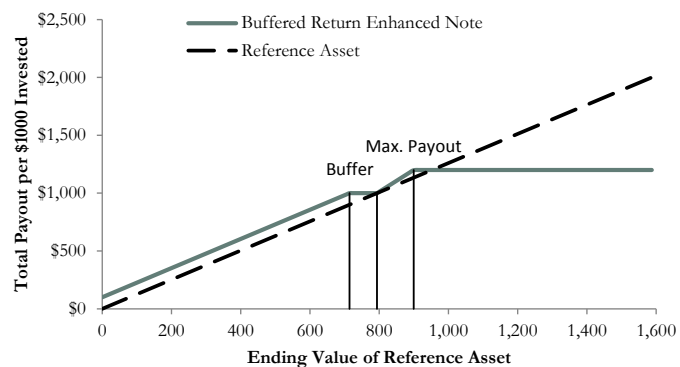 $2,500
Buffered Return Enhanced Note
Reference Asset
$2,000
$1,500
Max. Payout
Buffer
$1,000
$500
$0
0 200 400 600 800 1,000 1,200 1,400 1,600
Total Payout per $1000 Invested
Ending Value of Reference Asset